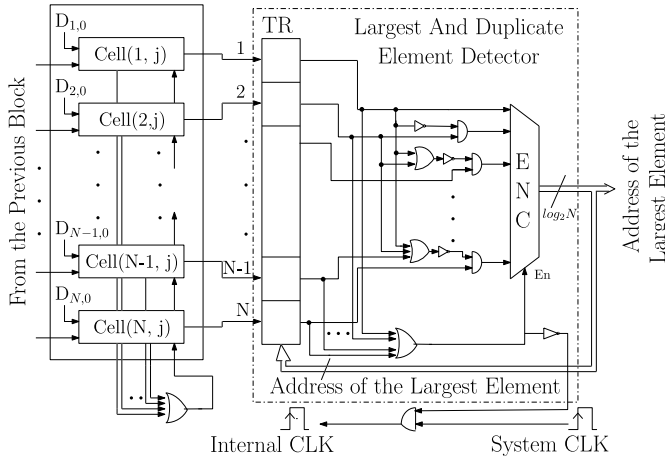 D1,0
Cell(1, j)
D2,0
Cell(2,j)
DN−1,0
Cell(N-1, j)
DN,0
Cell(N, j)
From the Previous Block
1
2
N-1
N
TR
Largest And Duplicate
Element Detector
E
N
C
En
log2N
Address of the
Largest Element
Address of the Largest Element
Internal CLK
System CLK